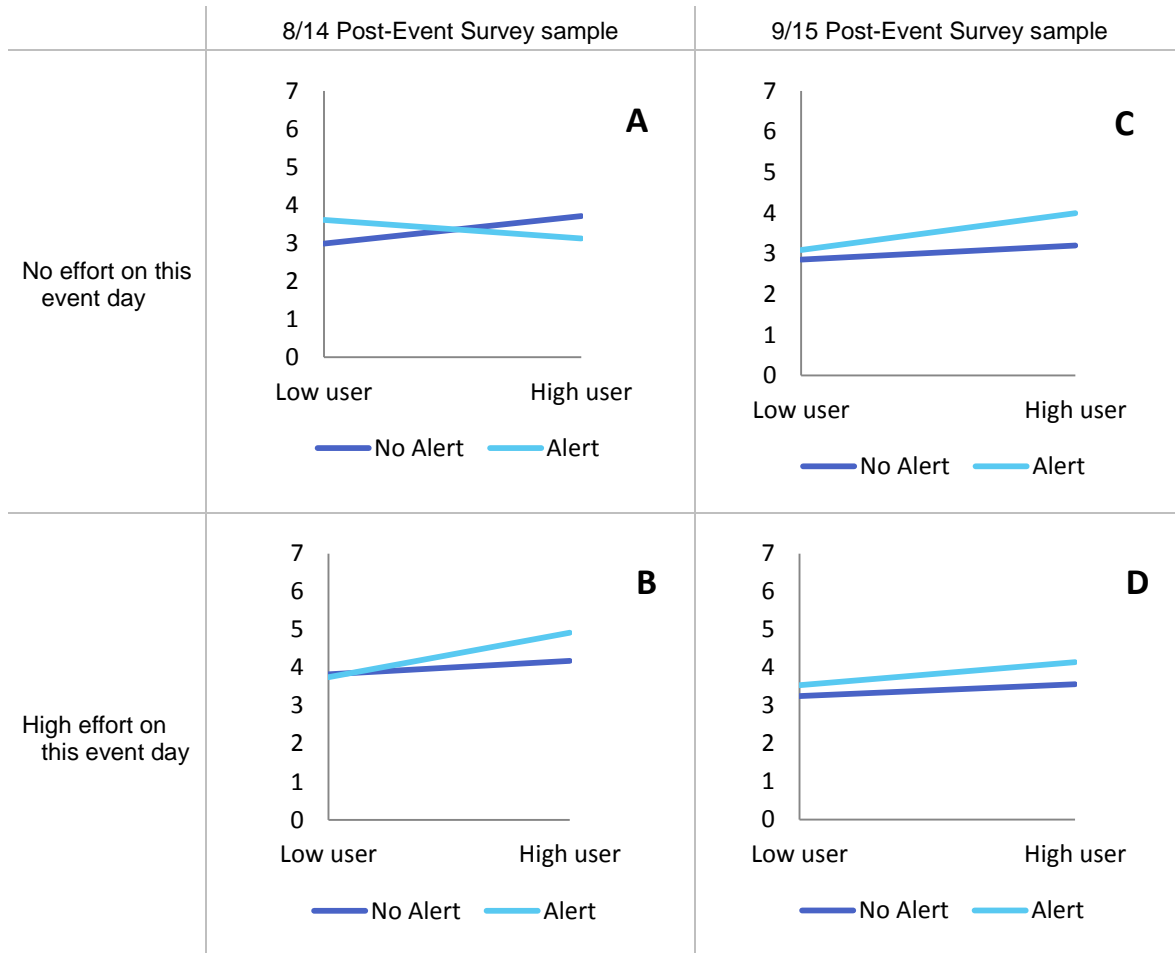 8/14 Post-Event Survey sample
9/15 Post-Event Survey sample
No effort on this
event day
7
6
5
4
3
2
1
0
A
Low user
High user
No Alert
Alert
7
6
5
4
3
2
1
0
C
Low user
High user
No Alert
Alert
High effort on
this event day
7
6
5
4
3
2
1
0
B
Low user
High user
No Alert
Alert
7
6
5
4
3
2
1
0
D
Low user
High user
No Alert
Alert